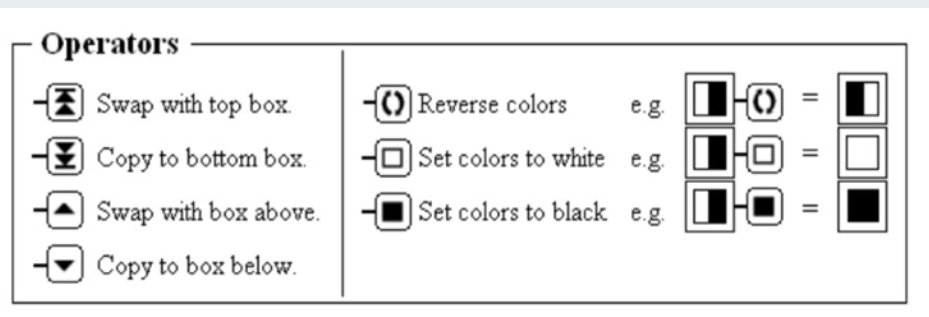 Operators
Swap with top box.
Copy to bottom box.
Swap with box above.
Copy to box below.
Reverse colors e.g. =
Set colors to white e.g. =
Set colors to black e.g. =